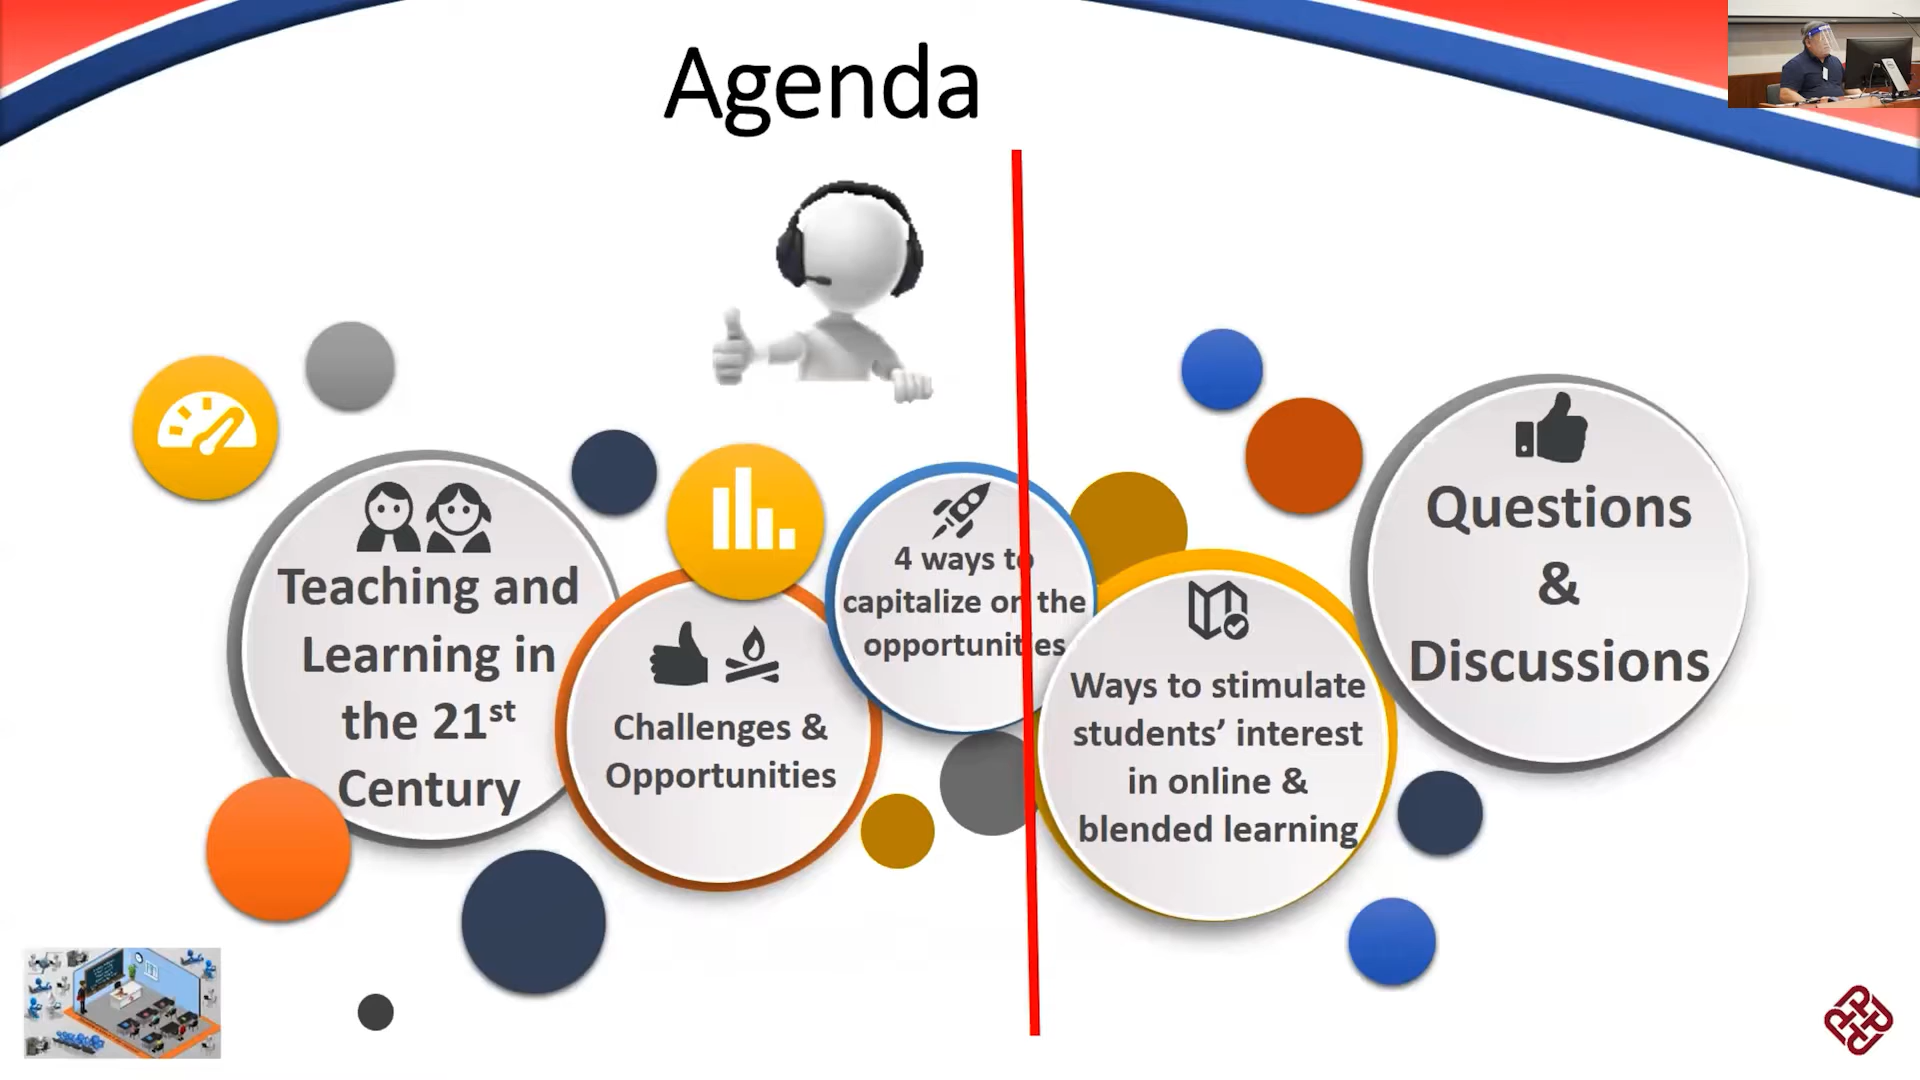 Agenda
Teaching and
Learning in
the 21st
Century
Challenges &
Opportunities
4 ways to
capitalize on the
opportunities
Ways to stimulate
students’ interest
in online &
blended learning
Questions
&
Discussions